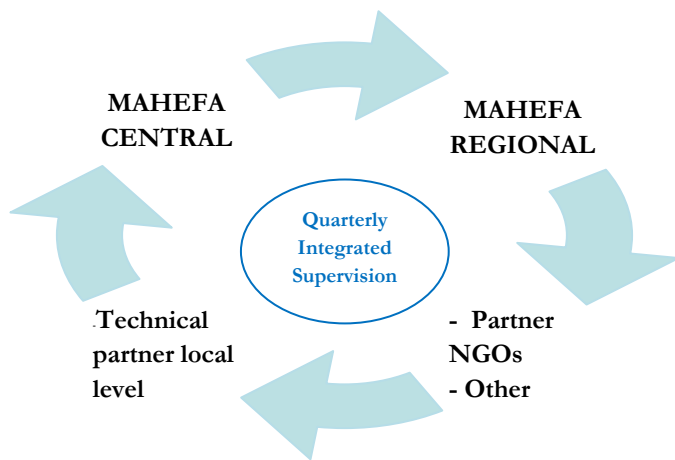 MAHEFA
CENTRAL
MAHEFA
REGIONAL
Quarterly
Integrated
Supervision
-Technical
partner local
level
- Partner
NGOs
- Other